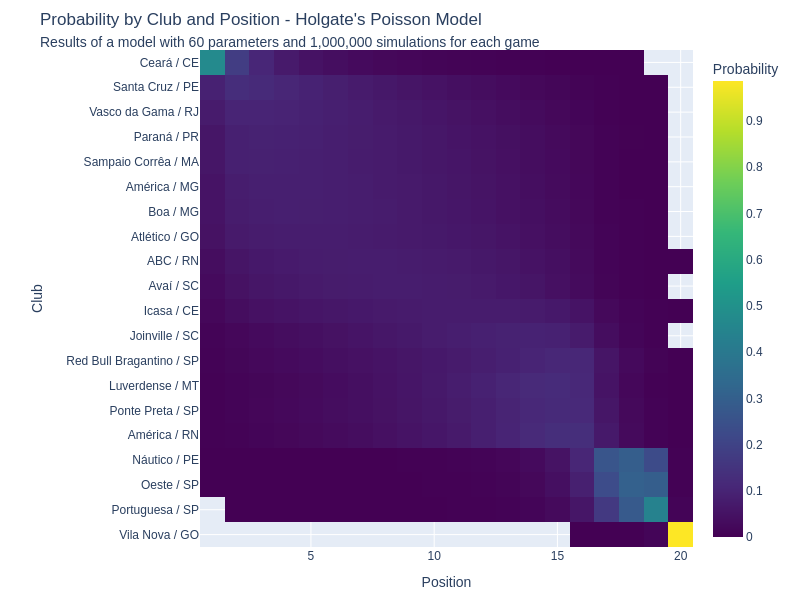 Probability by Club and Position - Holgate's Poisson Model
Results of a model with 60 parameters and 1,000,000 simulations for each game
Probability
Ceará / CE
Santa Cruz / PE
Vasco da Gama / RJ
Paraná / PR
Sampaio Corrêa / MA
América / MG
Boa / MG
Atlético / GO
ABC / RN
Avaí / SC
Icasa / CE
Joinville / SC
Red Bull Bragantino / SP
Luverdense / MT
Ponte Preta / SP
América / RN
Náutico / PE
Oeste / SP
Portuguesa / SP
Vila Nova / GO
Club
5
10
15
20
Position
0.9
0.8
0.7
0.6
0.5
0.4
0.3
0.2
0.1
0